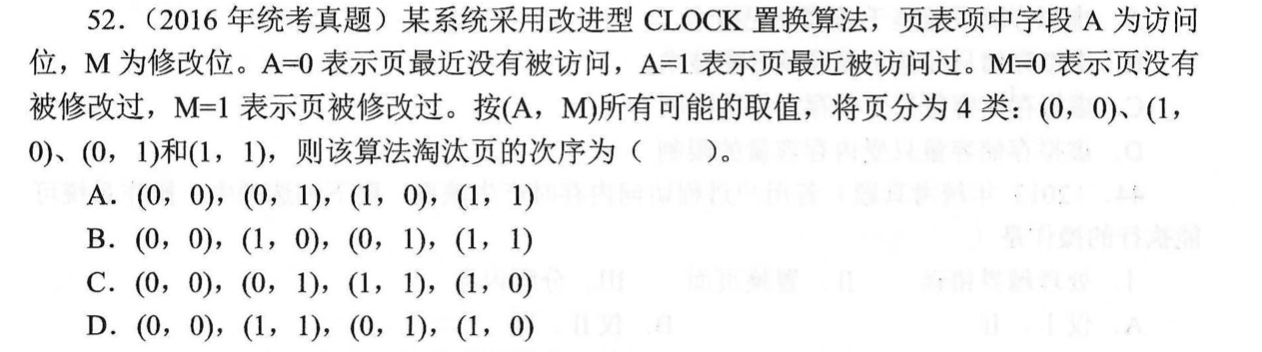 52.（2016 年统考真题）某系统采用改进型 CLOCK 置换算法，页表项中字段 A 为访问
位，M 为修改位。A=0 表示页最近没有被访问，A=1 表示页最近被访问过。M=0 表示页没有
被修改过，M=1 表示页被修改过。按(A，M)所有可能的取值，将页分为 4 类：(0，0)、(1，
0)、(0，1)和(1，1)，则该算法淘汰页的次序为（ ）。
A．(0，0)，(0，1)，(1，0)，(1，1)
B．(0，0)，(1，0)，(0，1)，(1，1)
C．(0，0)，(0，1)，(1，1)，(1，0)
D．(0，0)，(1，1)，(0，1)，(1，0)